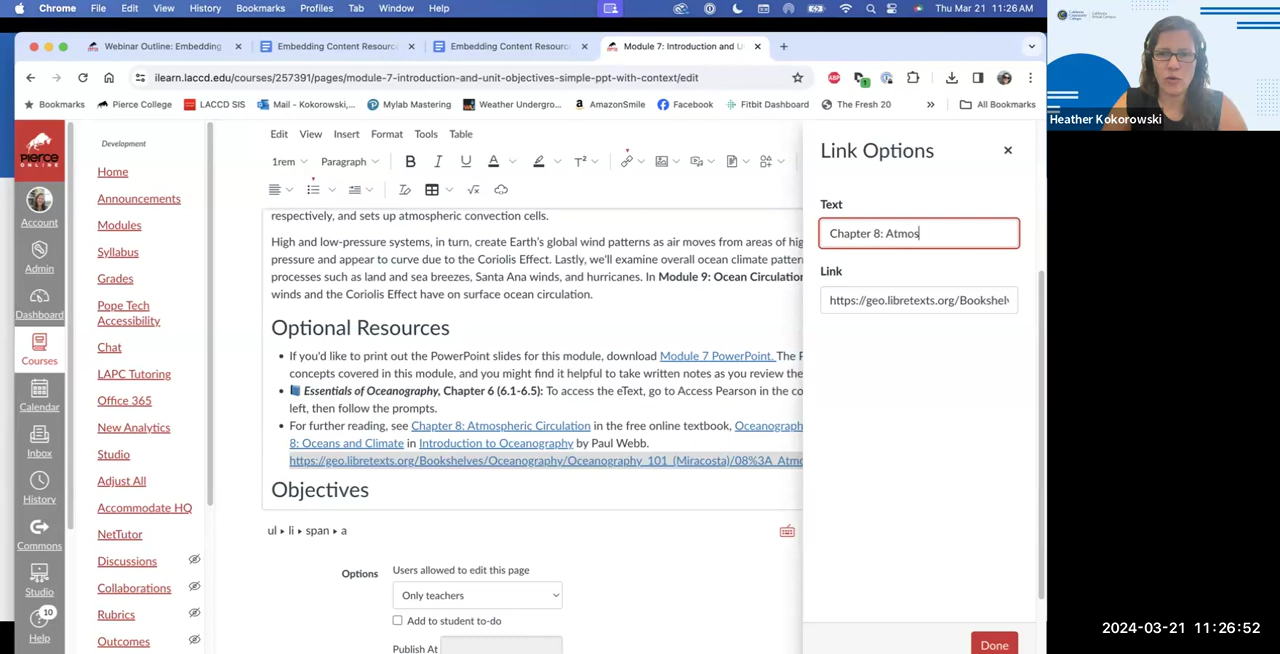 Chrome File Edit View History Bookmarks Profiles Tab Window Help Thu Mar 21 11:26 AM
Webinar Outline: Embedding Embedding Content Resourc Embedding Content Resourc Module 7: Introduction and U
ilearn.laccd.edu/courses/257391/pages/module-7-introduction-and-unit-objectives-simple-ppt-with-context/edit
Bookmarks Pierce College LACCD SIS Mail - Kokorowski,... Mylab Mastering Weather Undergro... AmazonSmile Facebook Fitbit Dashboard The Fresh 20 » All Bookmarks
Heather Kokorowski
PIERCE
ONLINE
Account
Admin
Dashboard
Courses
Calendar
Inbox
History
Commons
Studio
10
Help
Development
Home
Announcements
Modules
Syllabus
Grades
Pope Tech
Accessibility
Chat
LAPC Tutoring
Office 365
New Analytics
Studio
Adjust All
Accommodate HQ
NetTutor
Discussions
Collaborations
Rubrics
Outcomes
Edit View Insert Format Tools Table
1rem Paragraph
respectively, and sets up atmospheric convection cells.
High and low-pressure systems, in turn, create Earth's global wind patterns as air moves from areas of hig
pressure and appear to curve due to the Coriolis Effect. Lastly, we'll examine overall ocean climate patter
processes such as land and sea breezes, Santa Ana winds, and hurricanes. In Module 9: Ocean Circulation
winds and the Coriolis Effect have on surface ocean circulation.
Optional Resources
• If you'd like to print out the PowerPoint slides for this module, download Module 7 PowerPoint. The P
concepts covered in this module, and you might find it helpful to take written notes as you review the
• Essentials of Oceanography, Chapter 6 (6.1-6.5): To access the eText, go to Access Pearson in the co
left, then follow the prompts.
• For further reading, see Chapter 8: Atmospheric Circulation in the free online textbook, Oceanograph
8: Oceans and Climate in Introduction to Oceanography by Paul Webb.
https://geo.libretexts.org/Bookshelves/Oceanography/Oceanography_101_(Miracosta)/08%3A_Atmo
Objectives
ul ▸ li ▸ span ▸ a
Options
Users allowed to edit this page
Only teachers
Add to student to-do
Publish At
Link Options
Text
Chapter 8: Atmos
Link
https://geo.libretexts.org/Bookshelv
Done
2024-03-21 11:26:52